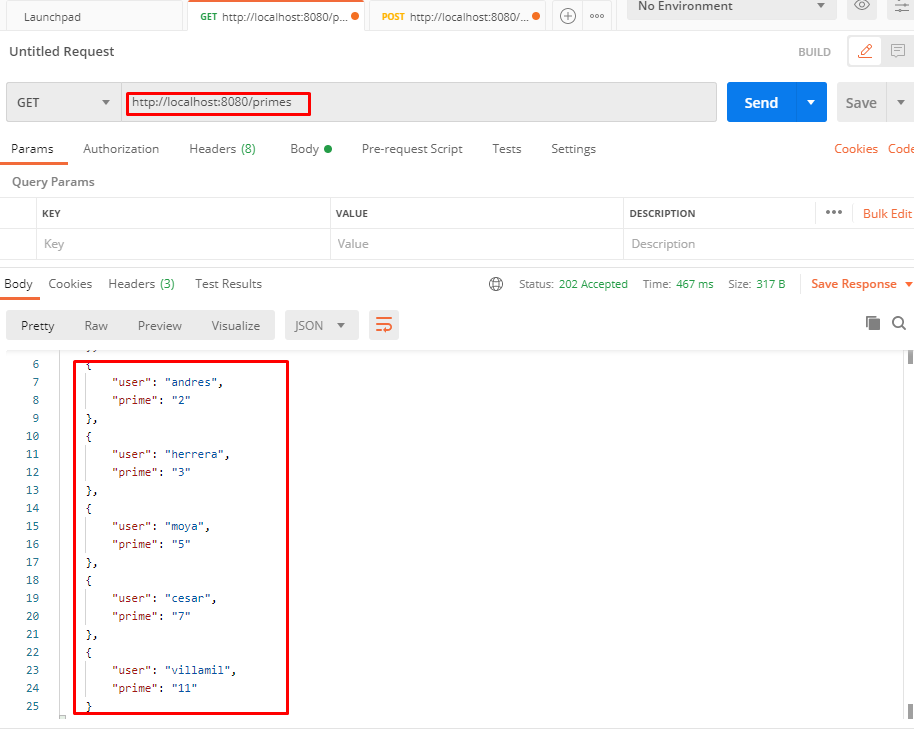 Launchpad
GET http://localhost:8080/p...
POST http://localhost:8080/...
No Environment
Untitled Request
BUILD
GET
http://localhost:8080/primes
Send
Save
Params
Authorization
Headers (8)
Body
Pre-request Script
Tests
Settings
Cookies
Code
Query Params
KEY
VALUE
DESCRIPTION
Bulk Edit
Key
Value
Description
Body
Cookies
Headers (3)
Test Results
Status: 202 Accepted
Time: 467 ms
Size: 317 B
Save Response
Pretty
Raw
Preview
Visualize
JSON
6 {
7 "user": "andres",
8 "prime": "2"
9 },
10 {
11 "user": "herrera",
12 "prime": "3"
13 },
14 {
15 "user": "moya",
16 "prime": "5"
17 },
18 {
19 "user": "cesar",
20 "prime": "7"
21 },
22 {
23 "user": "villamil",
24 "prime": "11"
25 }